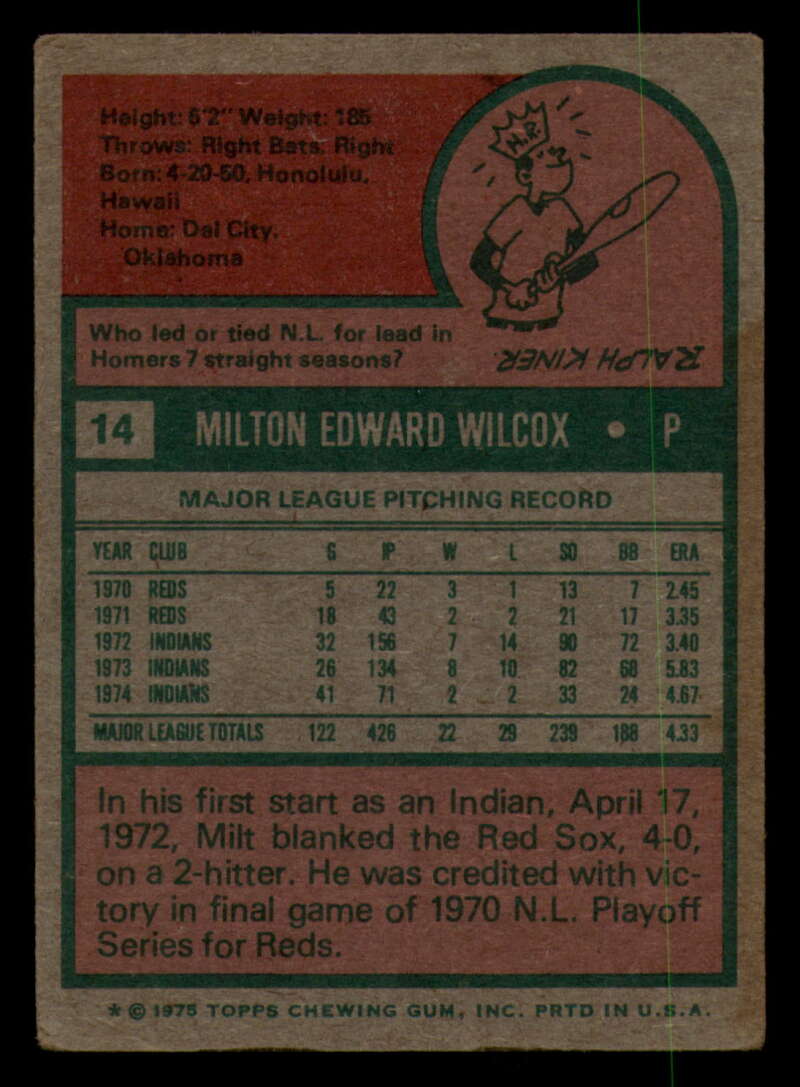 Height: 6'2" Weight: 185
Throws: Right Bats: Right
Born: 4-20-50, Honolulu,
Hawaii
Home: Del City,
Oklahoma
H.R.
Who led or tied N.L. for lead in
Homers 7 straight seasons?
RALPH KINER.
14 MILTON EDWARD WILCOX • P
MAJOR LEAGUE PITCHING RECORD
YEAR CLUB G IP W L SO BB ERA
1970 REDS 5 22 3 1 13 7 2.45
1971 REDS 18 43 2 2 21 17 3.35
1972 INDIANS 32 156 7 14 90 72 3.40
1973 INDIANS 26 134 8 10 82 68 5.83
1974 INDIANS 41 71 2 2 33 24 4.67
MAJOR LEAGUE TOTALS 122 426 22 29 239 188 4.33
In his first start as an Indian, April 17,
1972, Milt blanked the Red Sox, 4-0,
on a 2-hitter. He was credited with vic-
tory in final game of 1970 N.L. Playoff
Series for Reds.
* © 1975 TOPPS CHEWING GUM, INC. PRTD IN U.S.A.